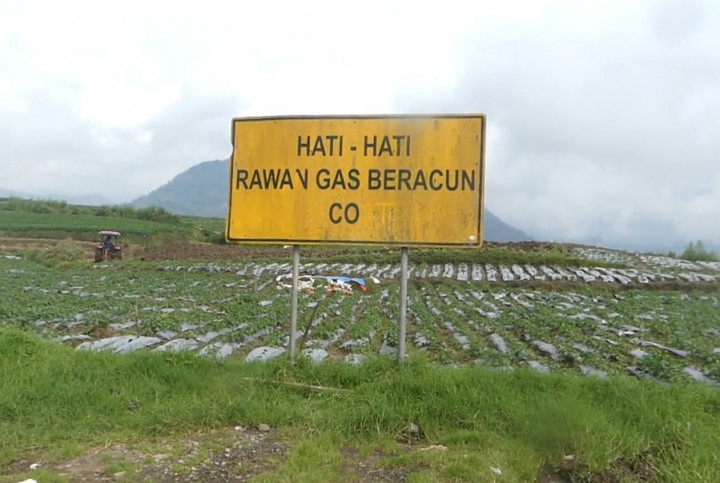 HATI - HATI
RAWAN GAS BERACUN
CO